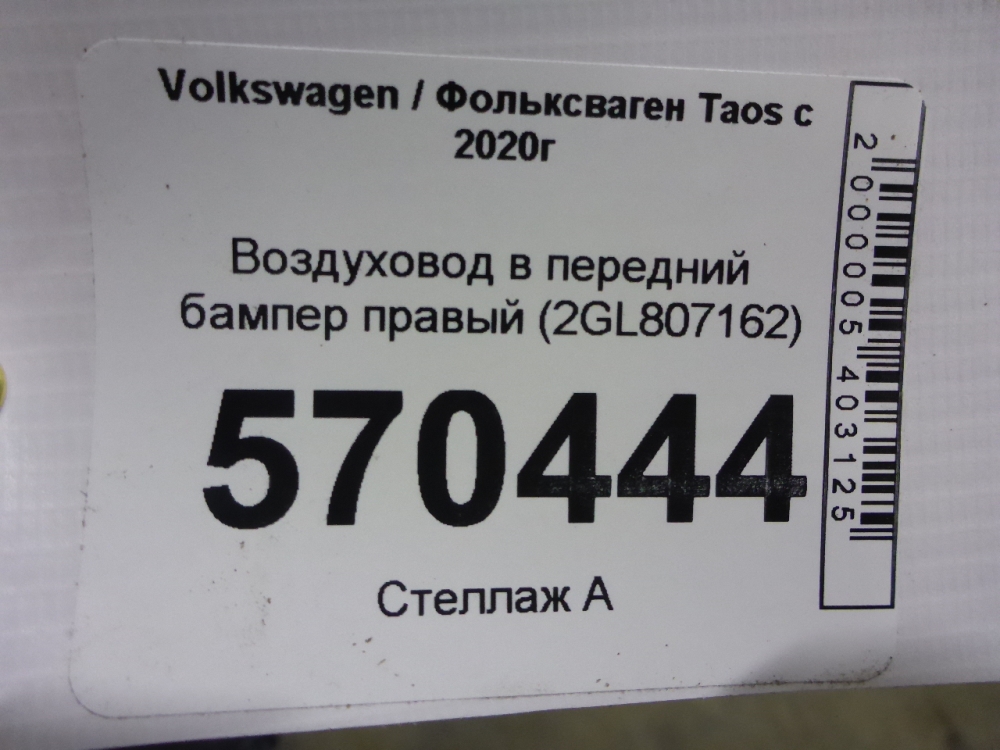 Volkswagen / Фольксваген Taos с
2020г
Воздуховод в передний
бампер правый (2GL807162)
570444
Стеллаж А
2000005403125